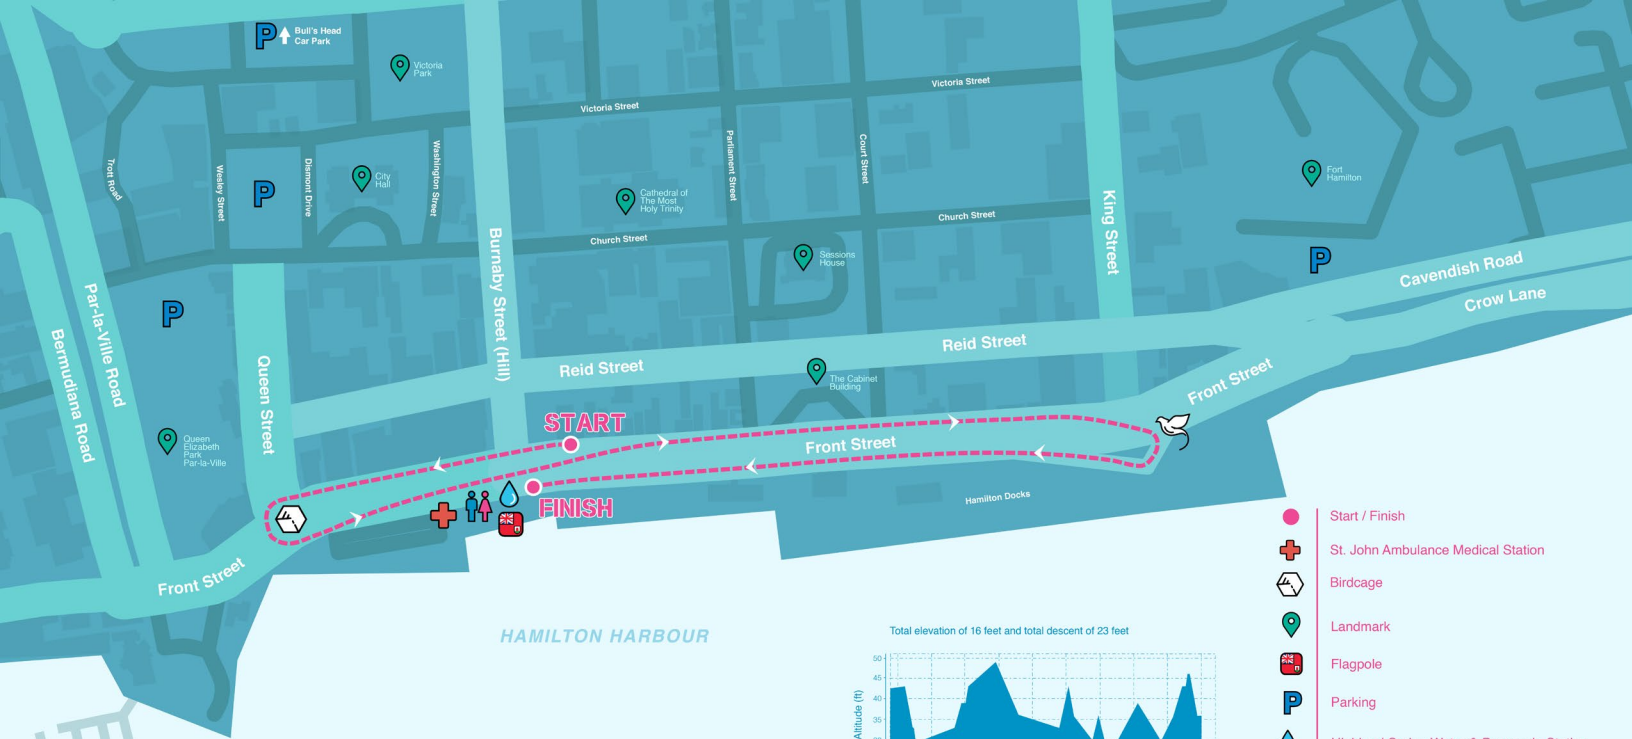 Bull's Head
Car Park
Victoria
Park
Victoria Street
Victoria Street
Trott Road
Wesley Street
Dismont Drive
City
Hall
Washington Street
Parliament Street
Court Street
Cathedral of
The Most
Holy Trinity
Fort
Hamilton
Church Street
Church Street
Sessions
House
King Street
Burnaby Street (Hill)
Cavendish Road
Crow Lane
Par-la-Ville Road
Bermudiana Road
Queen Street
Reid Street
Reid Street
The Cabinet
Building
Front Street
START
Queen
Elizabeth
Park
Par-la-Ville
Front Street
FINISH
Hamilton Docks
Front Street
HAMILTON HARBOUR
Start / Finish
St. John Ambulance Medical Station
Birdcage
Landmark
Flagpole
P Parking
Total elevation of 16 feet and total descent of 23 feet
50
45
40
35
Altitude (ft)
P
P
P
P